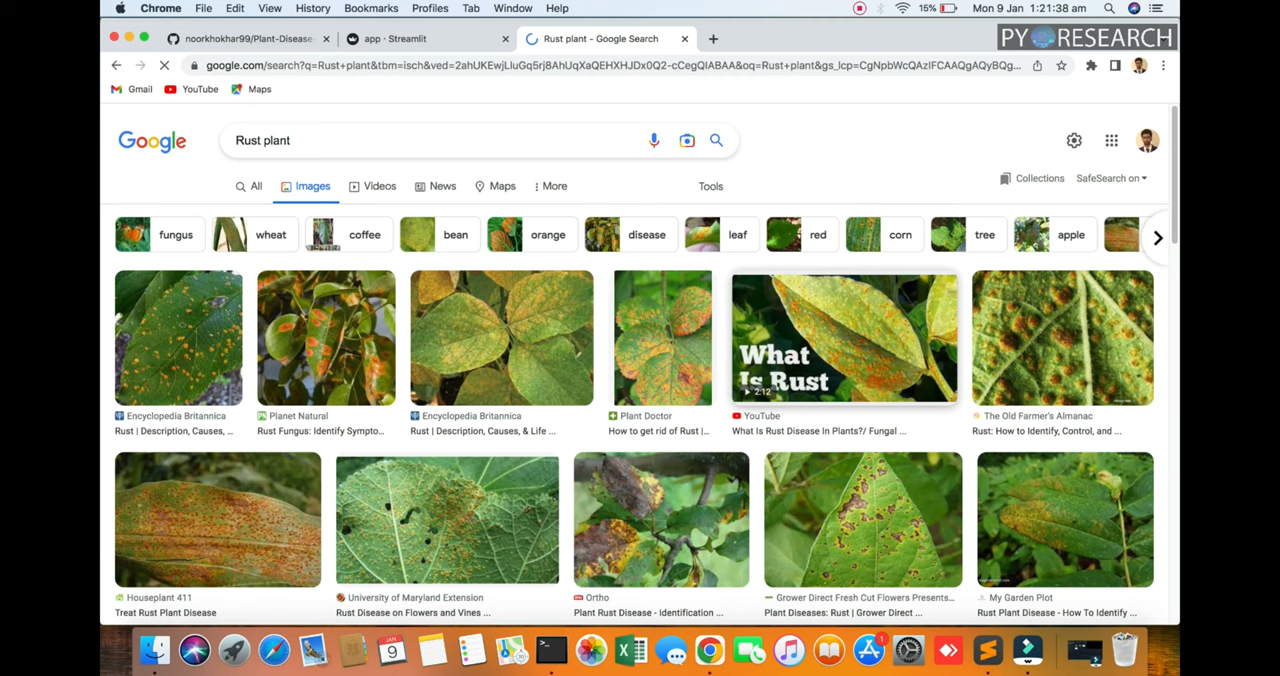 Chrome File Edit View History Bookmarks Profiles Tab Window Help 15% Mon 9 Jan 1:21:38 am
noorkhokhar99/Plant-Disease- app · Streamlit Rust plant - Google Search
PY RESEARCH
google.com/search?q=Rust+plant&tbm=isch&ved=2ahUKEwjLluGq5rj8AhUqXaQEHXHJDx0Q2-cCegQIABAA&oq=Rust+plant&gs_lcp=CgNpbWcQAzIFCAAQgAQyBQg...
Gmail YouTube Maps
Google Rust plant
All Images Videos News Maps More Tools Collections SafeSearch on
fungus wheat coffee bean orange disease leaf red corn tree apple
What
Is Rust
2:12
Encyclopedia Britannica
Rust | Description, Causes, ...
Planet Natural
Rust Fungus: Identify Sympto...
Encyclopedia Britannica
Rust | Description, Causes, & Life ...
Plant Doctor
How to get rid of Rust |...
YouTube
What Is Rust Disease In Plants?/ Fungal ...
The Old Farmer's Almanac
Rust: How to Identify, Control, and ...
Houseplant 411
Treat Rust Plant Disease
University of Maryland Extension
Rust Disease on Flowers and Vines ...
Ortho
Plant Rust Disease - Identification ...
Grower Direct Fresh Cut Flowers Presents...
Plant Diseases: Rust | Grower Direct ...
My Garden Plot
Rust Plant Disease - How To Identify ...
JAN
9
1